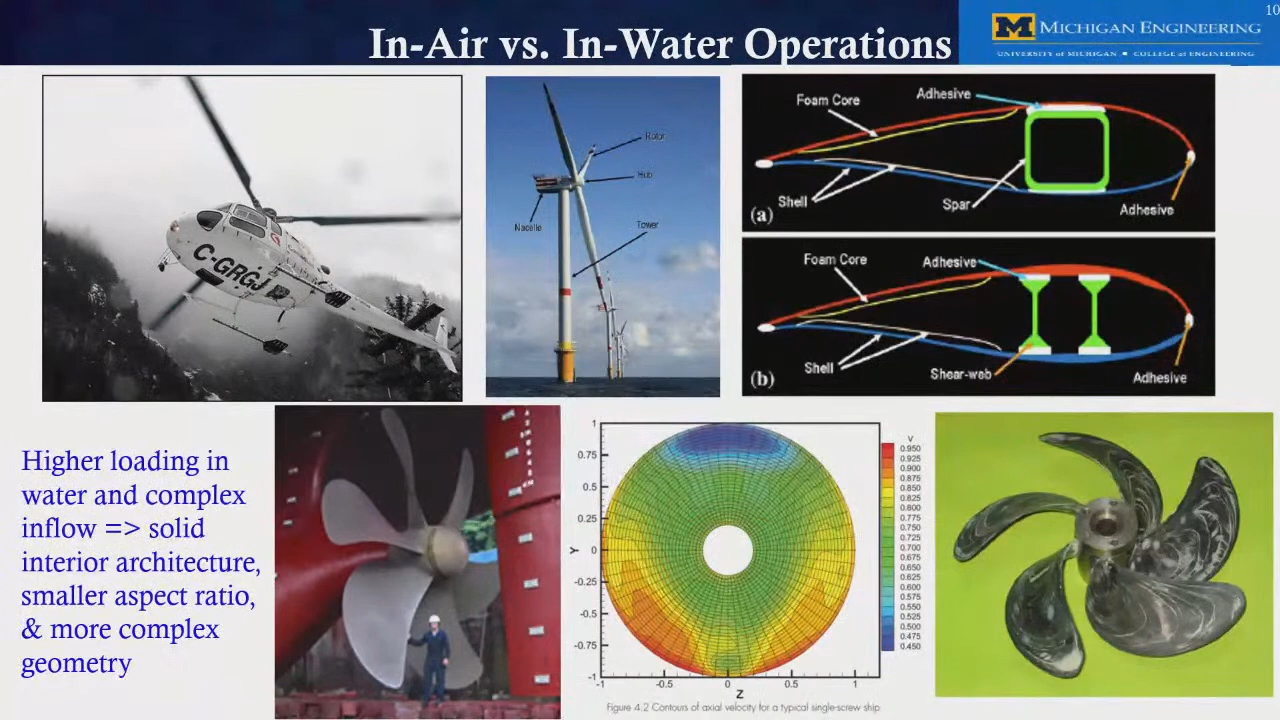 10
In-Air vs. In-Water Operations
M MICHIGAN ENGINEERING
UNIVERSITY of MICHIGAN ■ COLLEGE of ENGINEERING
C-GRGJ
Rotor
Hub
Nacelle
Tower
Foam Core
Adhesive
Shell
Spar
Adhesive
(a)
Foam Core
Adhesive
Shell
Shear-web
Adhesive
(b)
Higher loading in
water and complex
inflow => solid
interior architecture,
smaller aspect ratio,
& more complex
geometry
1
0.75
0.5
0.25
0
-0.25
-0.5
-0.75
-1
Y
-1 -0.5 0 0.5 1
Z
V
0.950
0.925
0.900
0.875
0.850
0.825
0.800
0.775
0.750
0.725
0.700
0.675
0.650
0.625
0.600
0.575
0.550
0.525
0.500
0.475
0.450
Figure 4.2 Contours of axial velocity for a typical single-screw ship